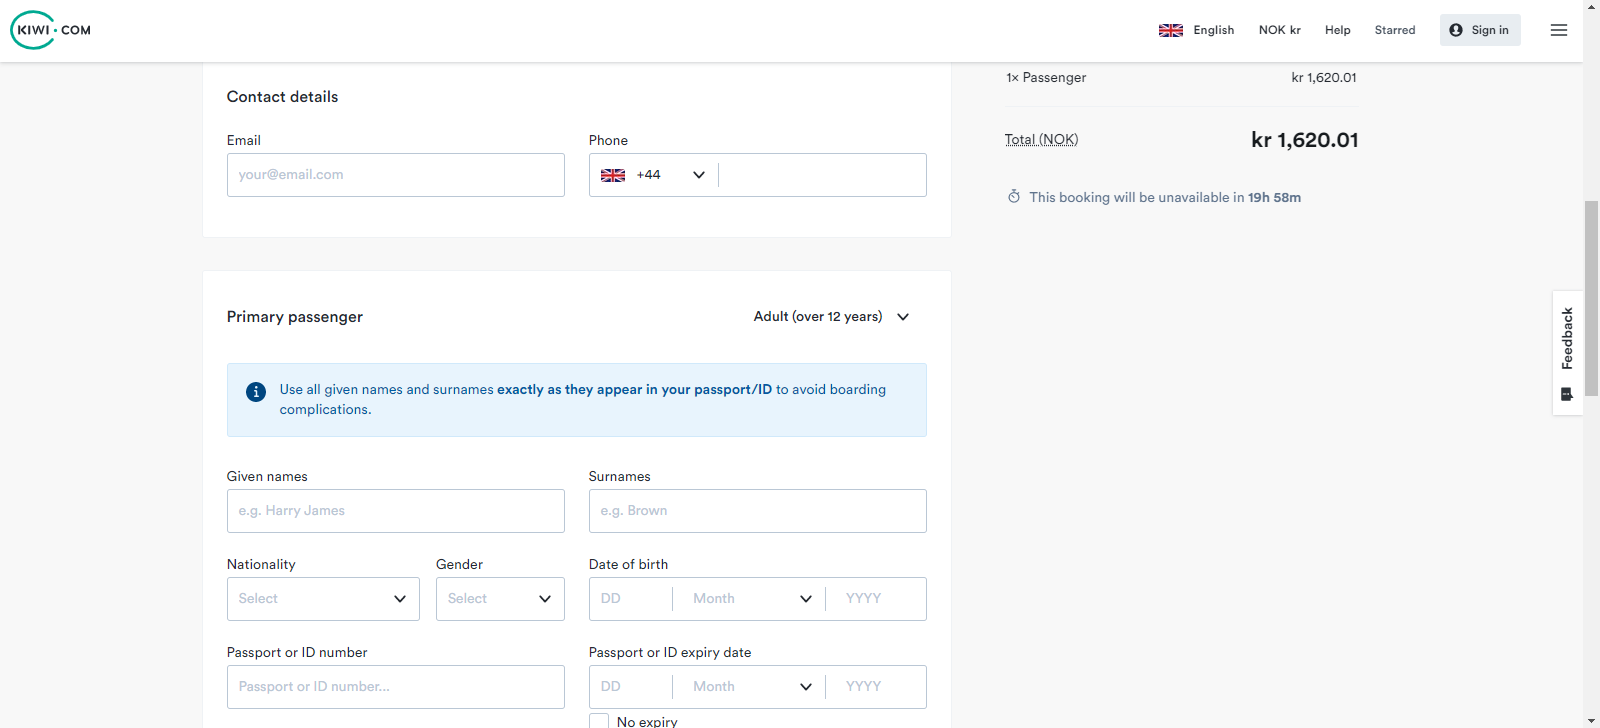 KIWI.COM
English
NOK kr
Help
Starred
Sign in
Contact details
Email
Phone
your@email.com
+44
1× Passenger
kr 1,620.01
Total (NOK)
kr 1,620.01
This booking will be unavailable in 19h 58m
Primary passenger
Adult (over 12 years)
Use all given names and surnames exactly as they appear in your passport/ID to avoid boarding
complications.
Given names
Surnames
e.g. Harry James
e.g. Brown
Nationality
Gender
Date of birth
Select
Select
DD
Month
YYYY
Passport or ID number
Passport or ID expiry date
Passport or ID number...
DD
Month
YYYY
No expiry
Feedback